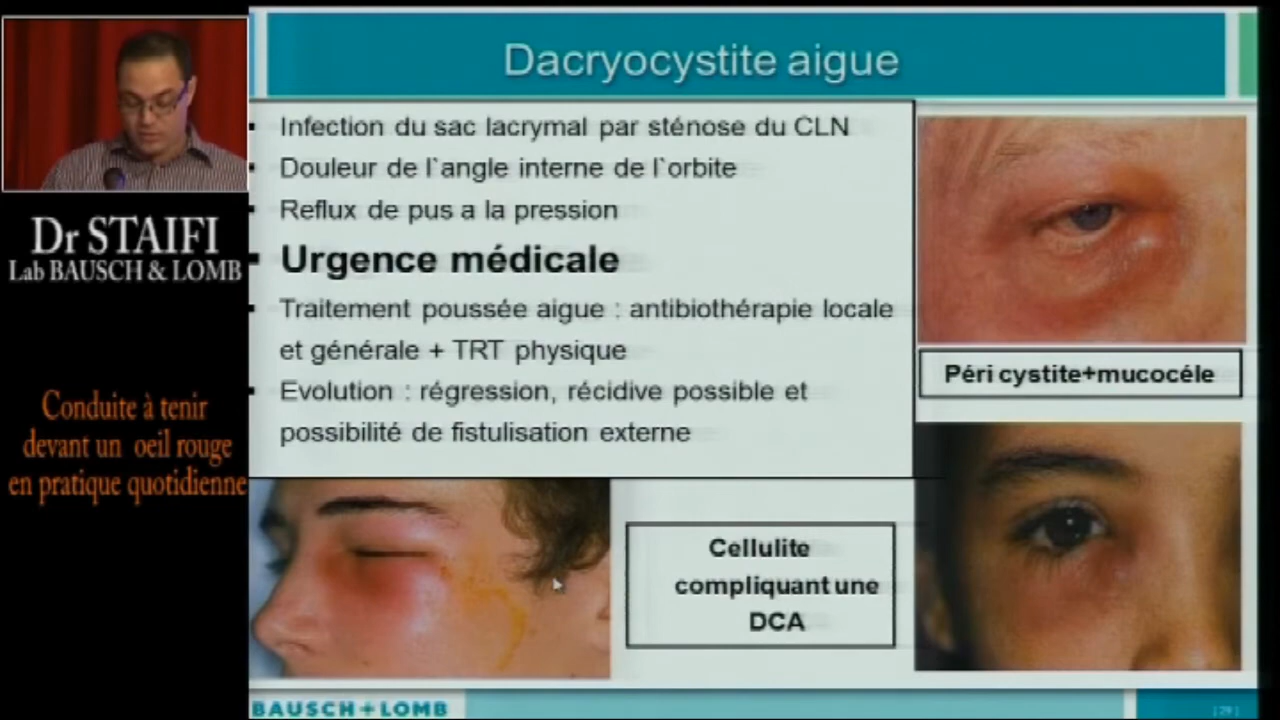 Dacryocystite aigue
Infection du sac lacrymal par sténose du CLN
Douleur de l`angle interne de l`orbite
Reflux de pus a la pression
Urgence médicale
Traitement poussée aigue : antibiothérapie locale
et générale + TRT physique
Evolution : régression, récidive possible et
possibilité de fistulisation externe
Péri cystite+mucocéle
Cellulite
compliquant une
DCA
Dr STAIFI
Lab BAUSCH & LOMB
Conduite à tenir
devant un oeil rouge
en pratique quotidienne
BAUSCH+LOMB